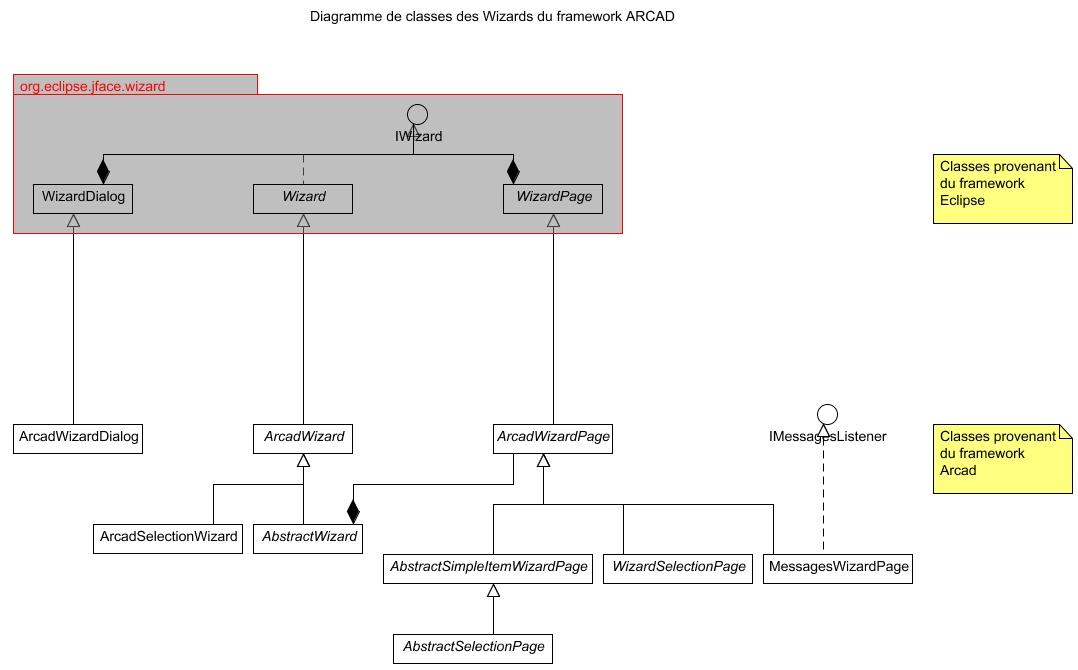 Diagramme de classes des Wizards du framework ARCAD
org.eclipse.jface.wizard
IWizard
WizardDialog
Wizard
WizardPage
Classes provenant
du framework
Eclipse
ArcadWizardDialog
ArcadWizard
ArcadWizardPage
IMessagesListener
Classes provenant
du framework
Arcad
ArcadSelectionWizard
AbstractWizard
AbstractSimpleItemWizardPage
WizardSelectionPage
MessagesWizardPage
AbstractSelectionPage